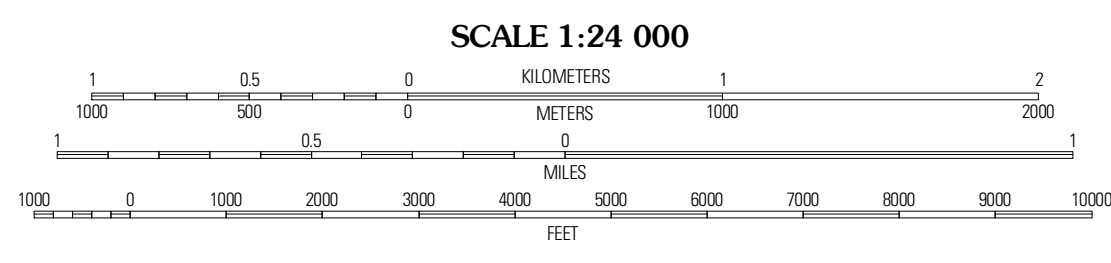 SCALE 1:24 000
1 0.5 0 KILOMETERS 1 2
1000 500 0 METERS 1000 2000
1 0.5 0 1
MILES
1000 0 1000 2000 3000 4000 5000 6000 7000 8000 9000 10000
FEET